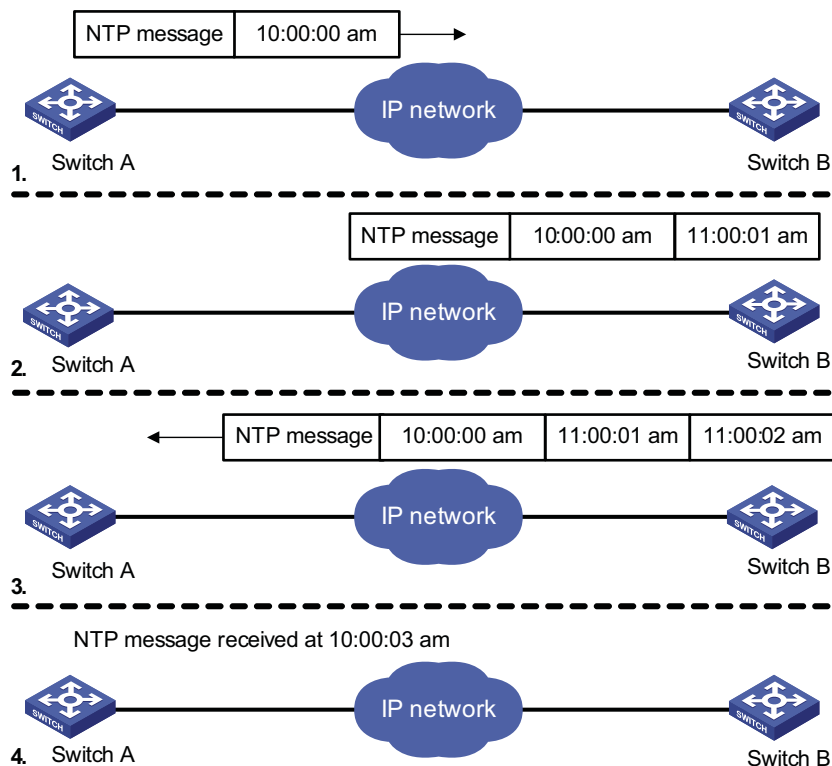 NTP message 10:00:00 am
SWITCH
IP network
SWITCH
Switch A
Switch B
1.
NTP message 10:00:00 am 11:00:01 am
SWITCH
IP network
SWITCH
Switch A
Switch B
2.
NTP message 10:00:00 am 11:00:01 am 11:00:02 am
SWITCH
IP network
SWITCH
Switch A
Switch B
3.
NTP message received at 10:00:03 am
SWITCH
IP network
SWITCH
4. Switch A
Switch B